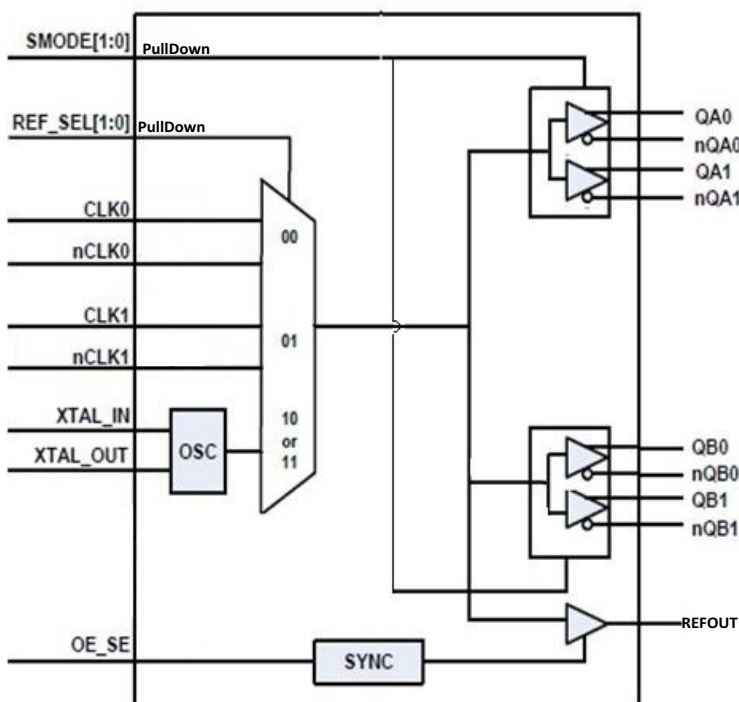 SMODE[1:0]
PullDown
REF_SEL[1:0]
PullDown
CLK0
nCLK0
CLK1
nCLK1
XTAL_IN
XTAL_OUT
OSC
00
01
10
or
11
QA0
nQA0
QA1
nQA1
QB0
nQB0
QB1
nQB1
REFOUT
OE_SE
SYNC